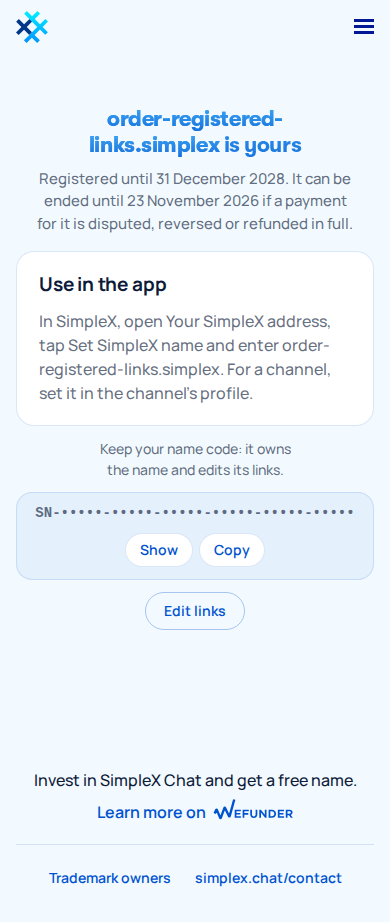 order-registered-
links.simplex is yours
Registered until 31 December 2028. It can be
ended until 23 November 2026 if a payment
for it is disputed, reversed or refunded in full.
Use in the app
In SimpleX, open Your SimpleX address,
tap Set SimpleX name and enter order-
registered-links.simplex. For a channel,
set it in the channel's profile.
Keep your name code: it owns
the name and edits its links.
SN-•••••-•••••-•••••-•••••-•••••-•••••
Show Copy
Edit links
Invest in SimpleX Chat and get a free name.
Learn more on WEFUNDER
Trademark owners simplex.chat/contact